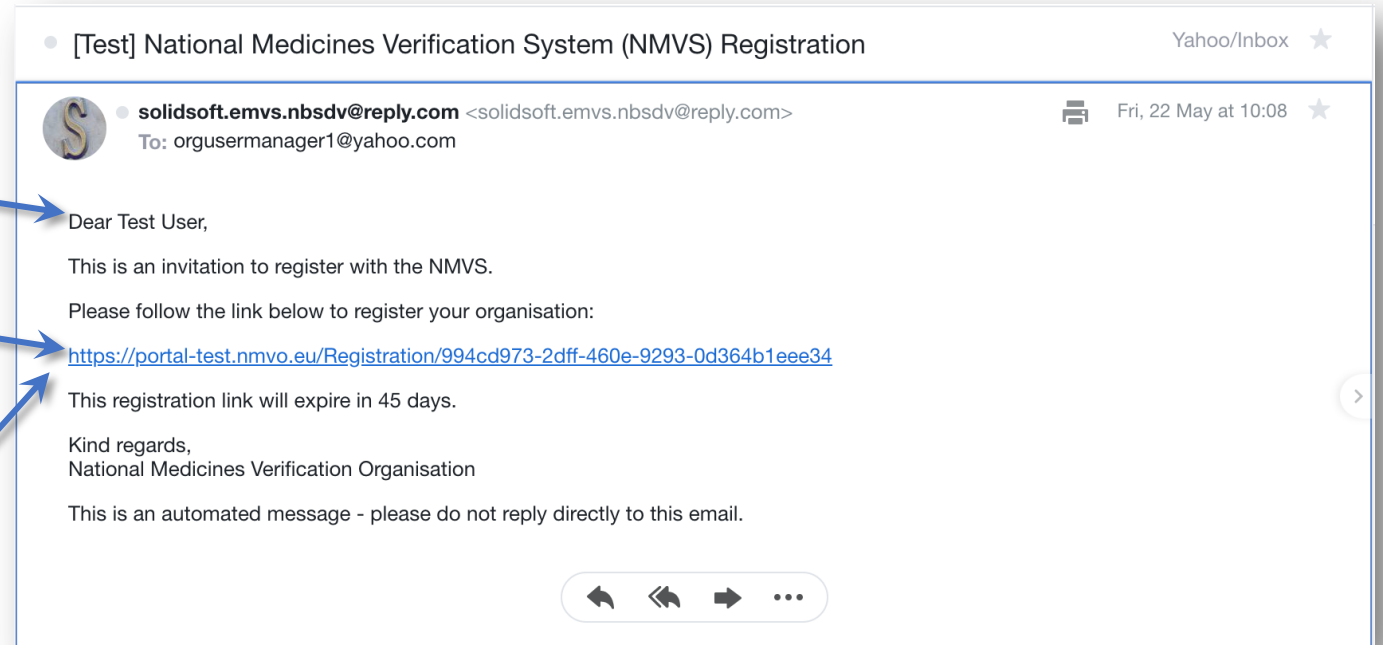 [Test] National Medicines Verification System (NMVS) Registration
Yahoo/Inbox
solidsoft.emvs.nbsdv@reply.com <solidsoft.emvs.nbsdv@reply.com>
Fri, 22 May at 10:08
To: orgusermanager1@yahoo.com
Dear Test User,
This is an invitation to register with the NMVS.
Please follow the link below to register your organisation:
https://portal-test.nmvo.eu/Registration/994cd973-2dff-460e-9293-0d364b1eee34
This registration link will expire in 45 days.
Kind regards,
National Medicines Verification Organisation
This is an automated message - please do not reply directly to this email.